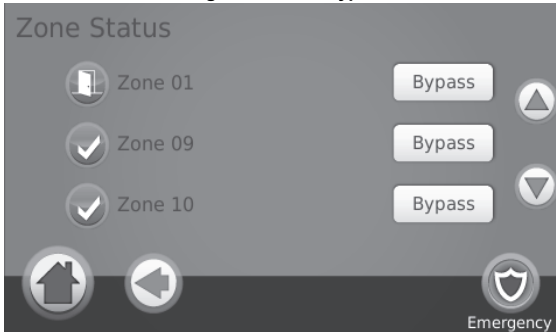 Zone Status
Zone 01 Bypass
Zone 09 Bypass
Zone 10 Bypass
Emergency